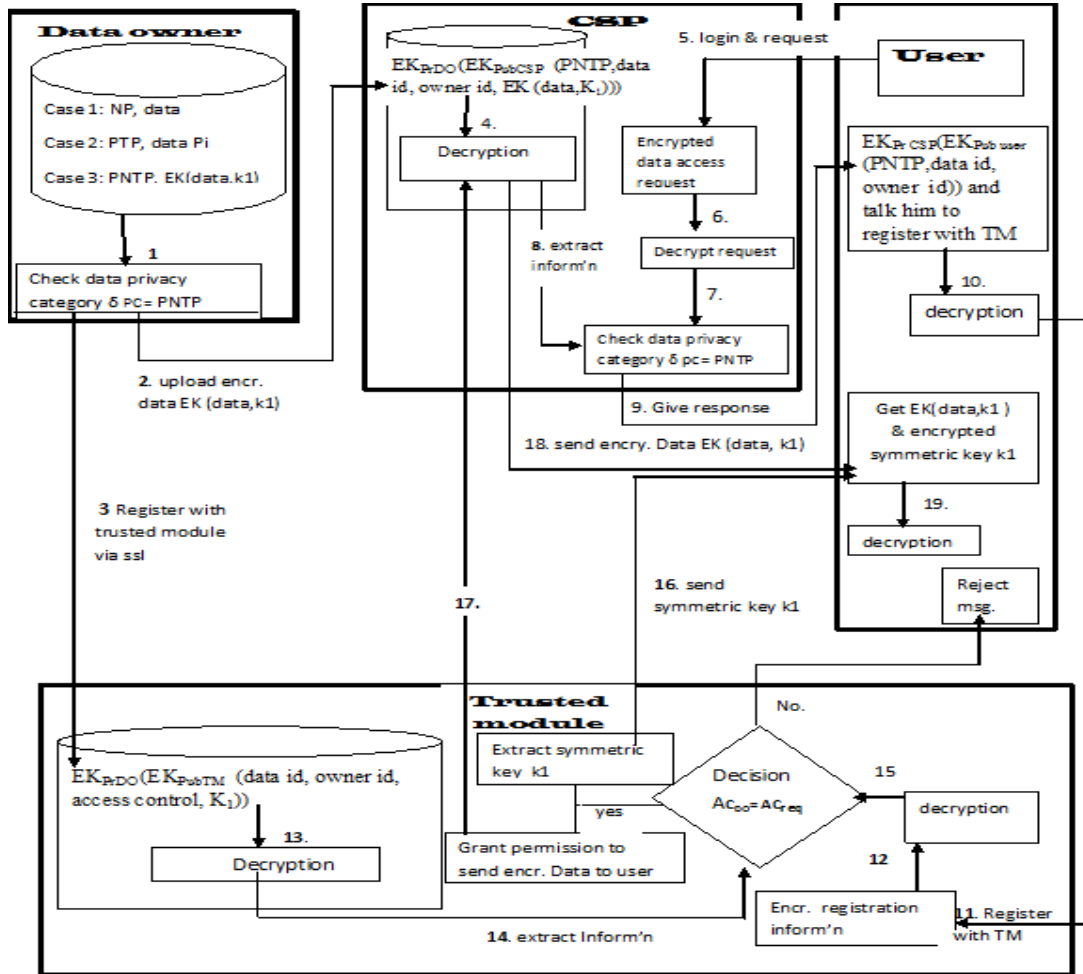 Data owner
Case 1: NP, data
Case 2: PTP, data Pi
Case 3: PNTP. EK(data.k1)
1
Check data privacy
category δ PC= PNTP
2. upload encr.
data EK (data,k1)
3 Register with
trusted module
via ssl
CSP
EK_PrDO(EK_PubCSP (PNTP,data
id, owner id, EK (data,K₁)))
4.
Decryption
5. login & request
Encrypted
data access
request
6.
Decrypt request
7.
8. extract
inform'n
Check data privacy
category δ pc= PNTP
9. Give response
18. send encry. Data EK (data, k1)
User
EK_Pr CSP(EK_Pub user
(PNTP,data id,
owner id)) and
talk him to
register with TM
10.
decryption
Get EK(data,k1 )
& encrypted
symmetric key k1
19.
decryption
Reject
msg.
16. send
symmetric key k1
17.
Trusted
module
EK_PrDO(EK_PubTM (data id, owner id,
access control, K₁))
13.
Decryption
Extract symmetric
key k1
yes
Grant permission to
send encr. Data to user
No.
Decision
AC_DO=AC_req
15
decryption
12
Encr. registration
inform'n
11. Register
with TM
14. extract Inform'n